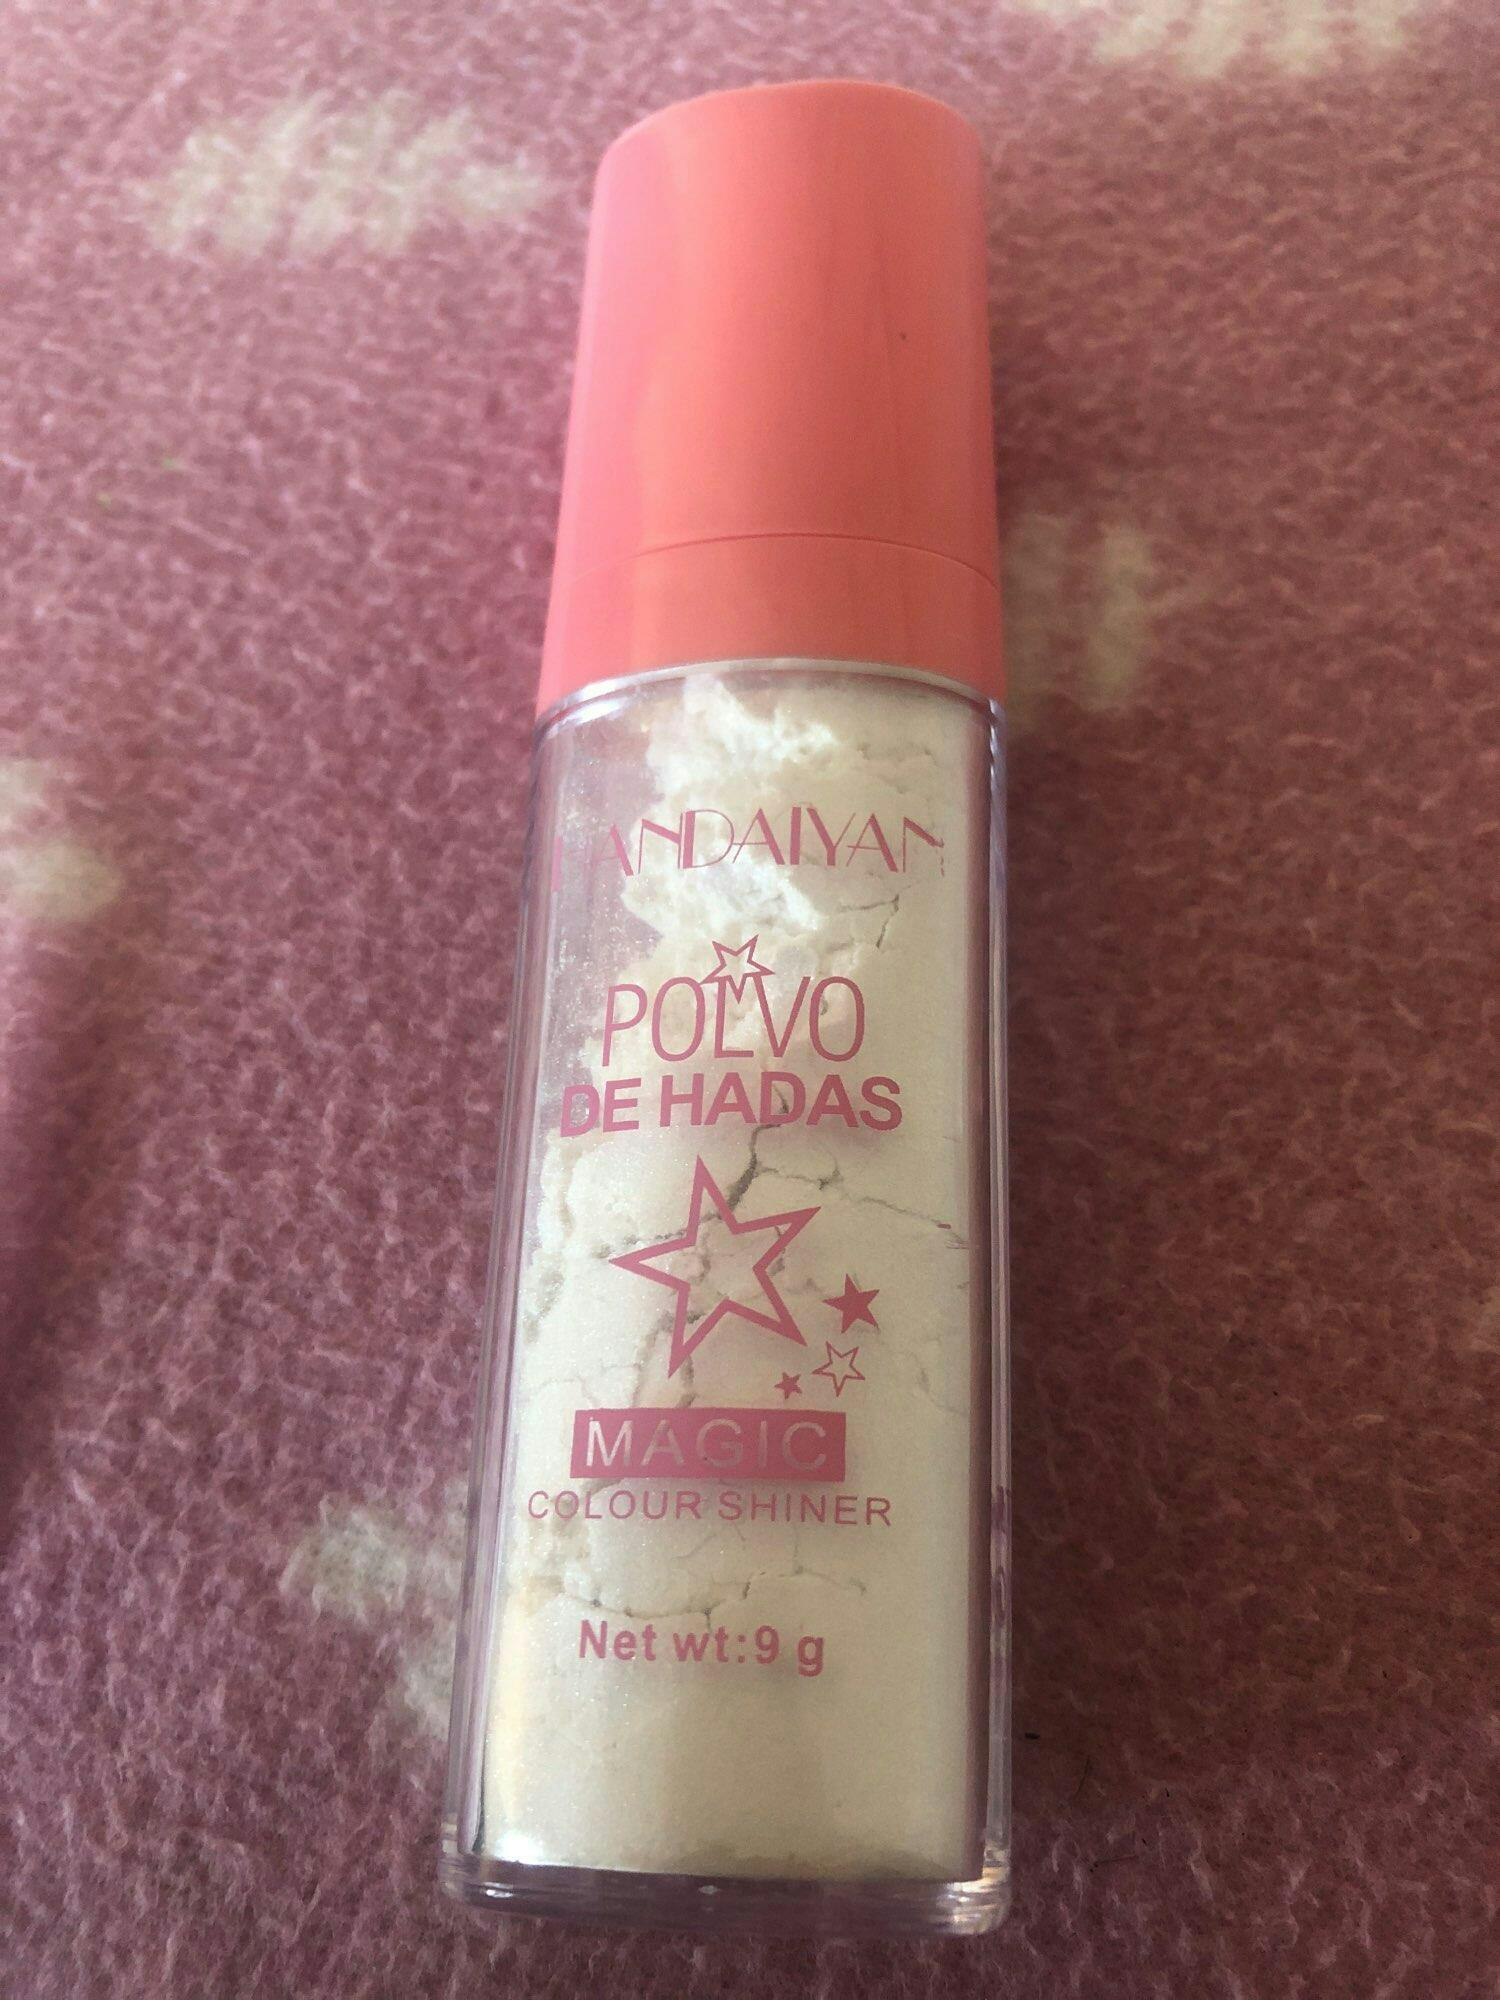 HANDAIYAN
POLVO
DE HADAS
MAGIC
COLOUR SHINER
Net wt:9 g